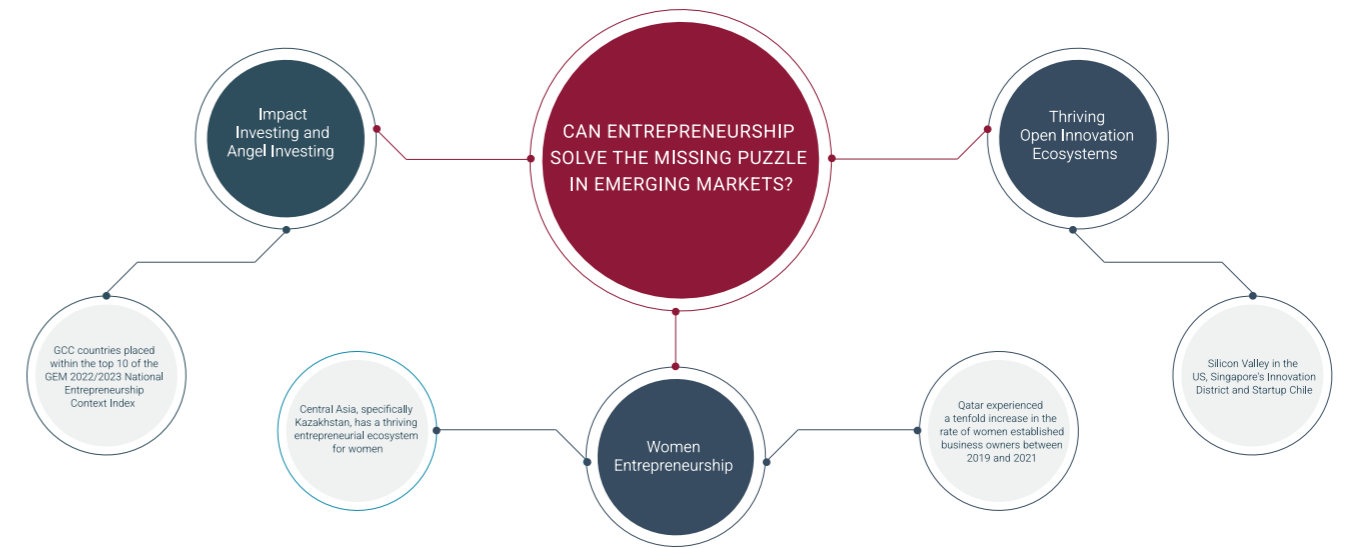 CAN ENTREPRENEURSHIP
SOLVE THE MISSING PUZZLE
IN EMERGING MARKETS?
Impact
Investing and
Angel Investing
GCC countries placed
within the top 10 of the
GEM 2022/2023 National
Entrepreneurship
Context Index
Women
Entrepreneurship
Central Asia, specifically
Kazakhstan, has a thriving
entrepreneurial ecosystem
for women
Qatar experienced
a tenfold increase in the
rate of women established
business owners between
2019 and 2021
Thriving
Open Innovation
Ecosystems
Silicon Valley in the
US, Singapore's Innovation
District and Startup Chile